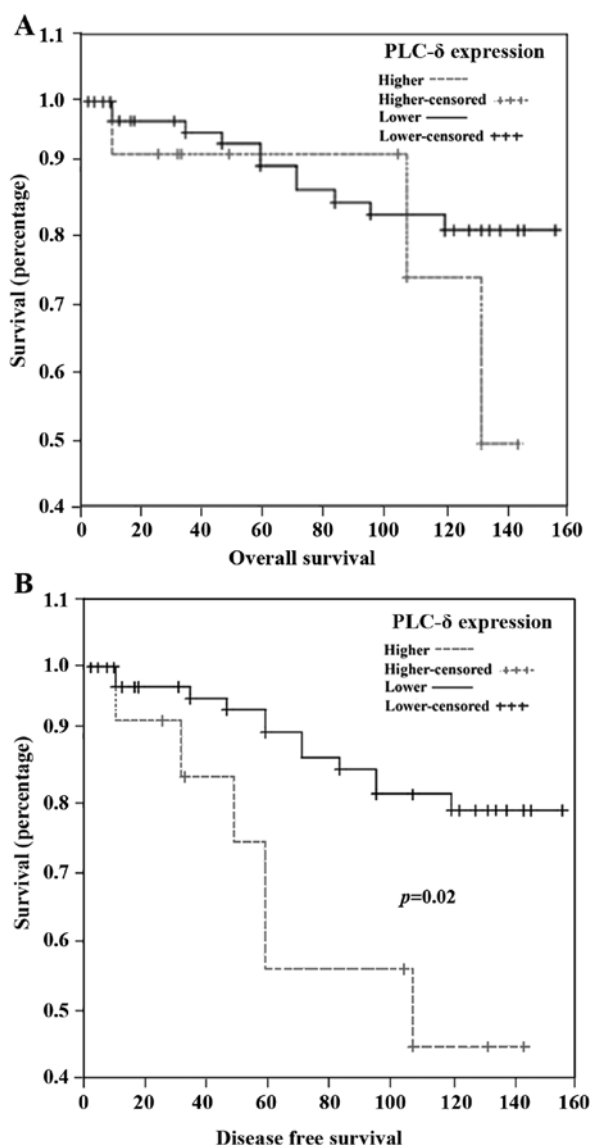 A
1.1
1.0
0.9
0.8
0.7
0.9
0.5
0.4
Survival (percentage)
PLC-δ expression
Higher
Higher-censored
Lower
Lower-censored
0 20 40 60 80 100 120 140 160
Overall survival
B
1.1
1.0
0.9
0.8
0.7
0.6
0.5
0.4
Survival (percentage)
PLC-δ expression
Higher
Higher-censored
Lower
Lower-censored
p=0.02
0 20 40 60 80 100 120 140 160
Disease free survival